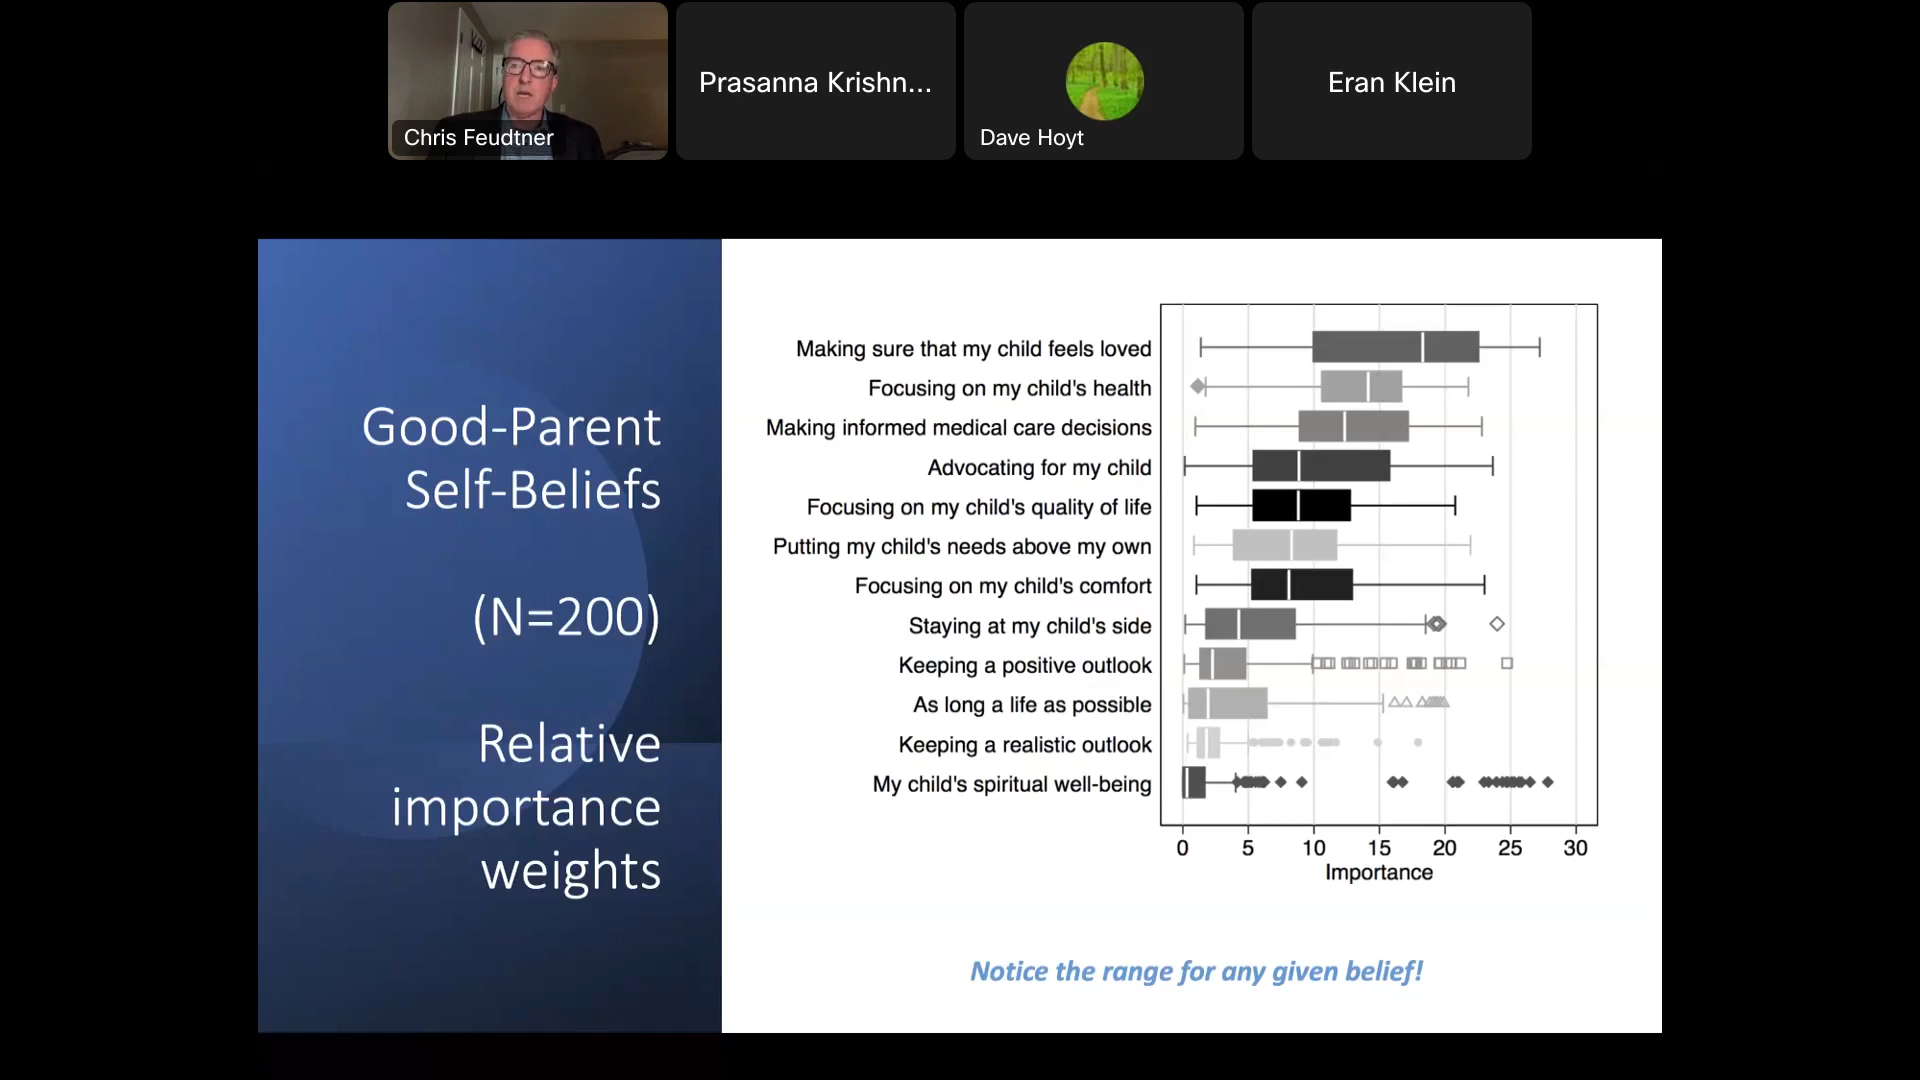 Chris Feudtner
Prasanna Krishn...
Dave Hoyt
Eran Klein
Good-Parent
Self-Beliefs
(N=200)
Relative
importance
weights
Making sure that my child feels loved
Focusing on my child's health
Making informed medical care decisions
Advocating for my child
Focusing on my child's quality of life
Putting my child's needs above my own
Focusing on my child's comfort
Staying at my child's side
Keeping a positive outlook
As long a life as possible
Keeping a realistic outlook
My child's spiritual well-being
0 5 10 15 20 25 30
Importance
Notice the range for any given belief!